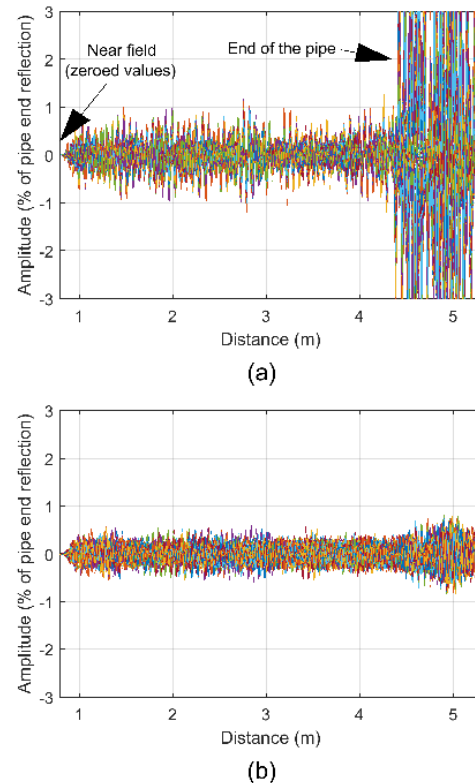 3
Near field
(zeroed values)
End of the pipe
2
1
0
-1
-2
-3
Amplitude (% of pipe end reflection)
1 2 3 4 5
Distance (m)
(a)
3
2
1
0
-1
-2
-3
Amplitude (% of pipe end reflection)
1 2 3 4 5
Distance (m)
(b)